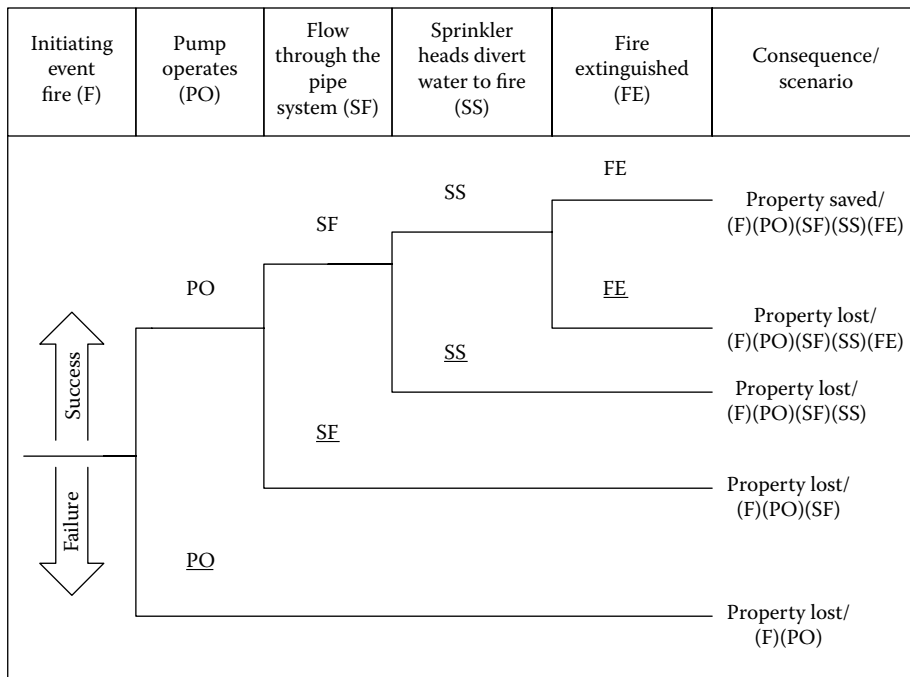 Initiating
event
fire (F)
Pump
operates
(PO)
Flow
through the
pipe
system (SF)
Sprinkler
heads divert
water to fire
(SS)
Fire
extinguished
(FE)
Consequence/
scenario
FE
SS
Property saved/
(F)(PO)(SF)(SS)(FE)
SF
PO
FE
Property lost/
(F)(PO)(SF)(SS)(FE)
SS
Success
Property lost/
(F)(PO)(SF)(SS)
SF
Property lost/
(F)(PO)(SF)
Failure
PO
Property lost/
(F)(PO)